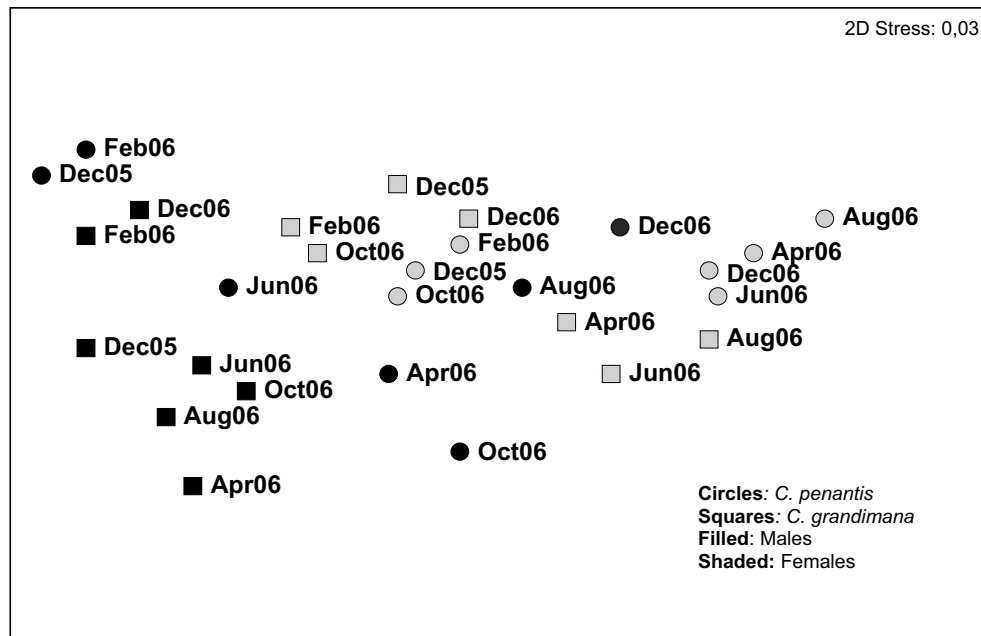 2D Stress: 0,03
Feb06
Dec05
Dec05
Dec06
Dec06
Aug06
Feb06
Dec06
Feb06
Feb06
Oct06
Apr06
Dec05
Dec06
Jun06
Aug06
Oct06
Jun06
Apr06
Aug06
Dec05
Jun06
Apr06
Jun06
Oct06
Aug06
Oct06
Apr06
Circles: C. penantis
Squares: C. grandimana
Filled: Males
Shaded: Females